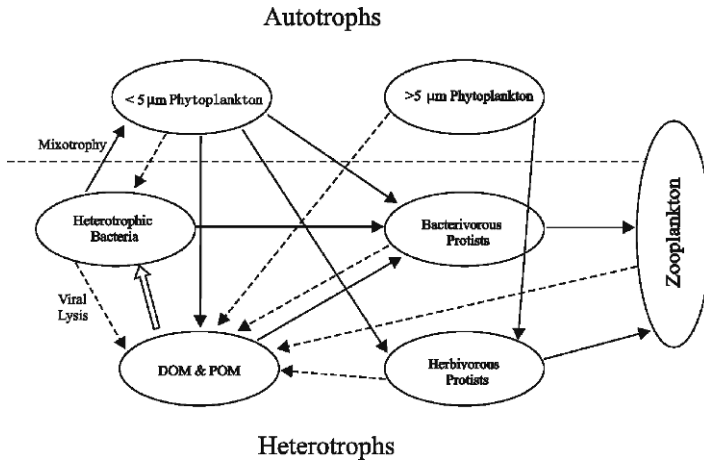 Autotrophs
< 5 µm Phytoplankton
>5 µm Phytoplankton
Mixotrophy
Heterotrophic
Bacteria
Bacterivorous
Protists
Zooplankton
Viral
Lysis
DOM & POM
Herbivorous
Protists
Heterotrophs